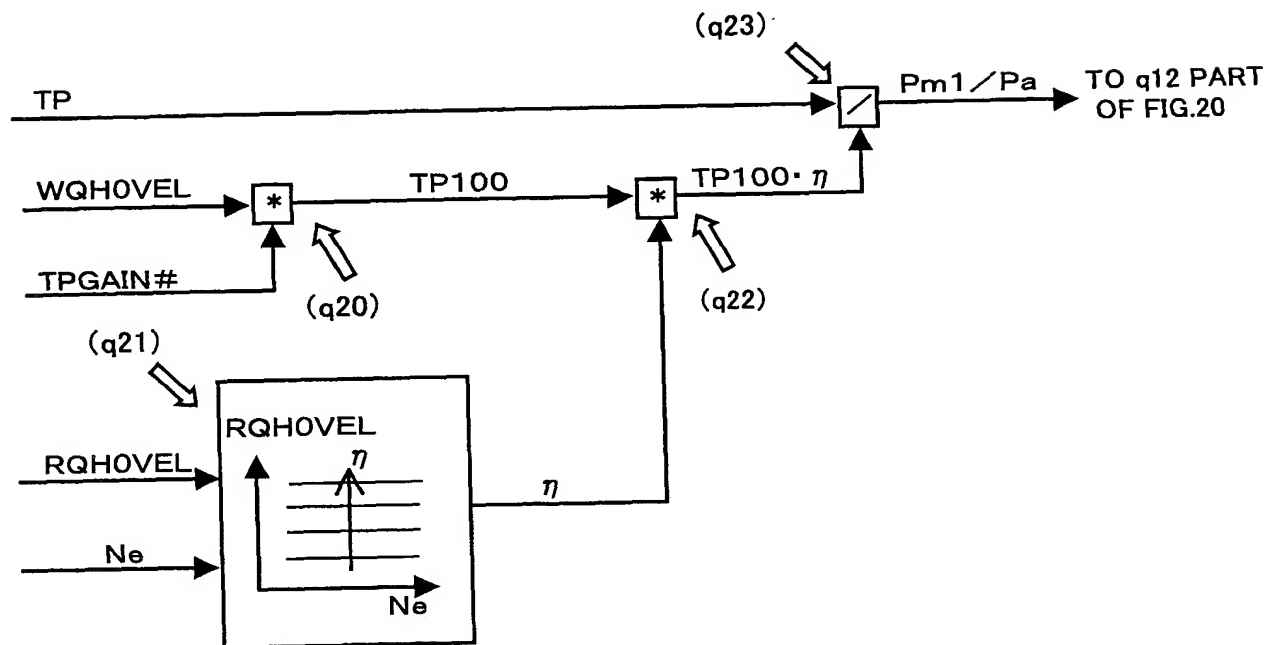 (q23)
TP
Pm1/Pa
TO q12 PART
OF FIG.20
/
WQH0VEL
*
TP100
*
TP100・η
TPGAIN#
(q20)
(q22)
(q21)
RQH0VEL
RQH0VEL
η
η
Ne
Ne